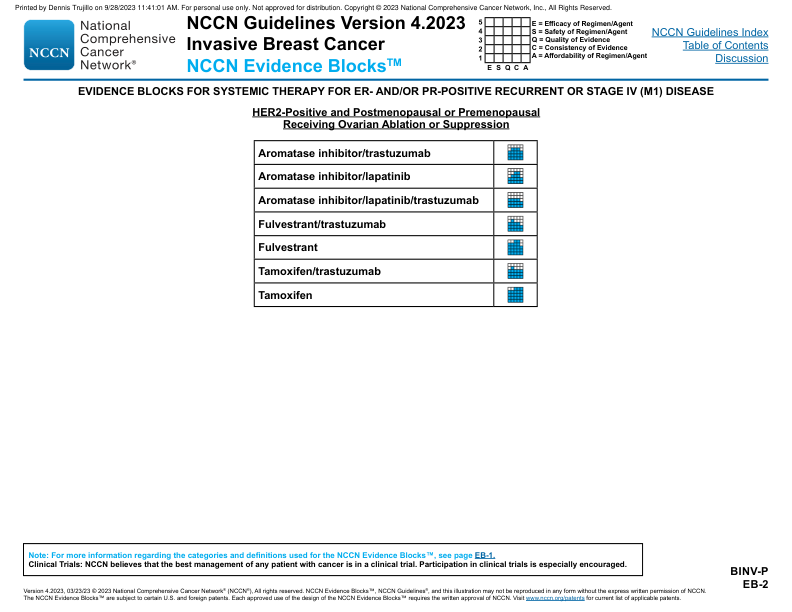 Printed by Dennis Trujillo on 9/28/2023 11:41:01 AM. For personal use only. Not approved for distribution. Copyright © 2023 National Comprehensive Cancer Network, Inc., All Rights Reserved.
NCCN
National
Comprehensive
Cancer
Network®
NCCN Guidelines Version 4.2023
Invasive Breast Cancer
NCCN Evidence Blocks™
5
4
3
2
1
E S Q C A
E = Efficacy of Regimen/Agent
S = Safety of Regimen/Agent
Q = Quality of Evidence
C = Consistency of Evidence
A = Affordability of Regimen/Agent
NCCN Guidelines Index
Table of Contents
Discussion
EVIDENCE BLOCKS FOR SYSTEMIC THERAPY FOR ER- AND/OR PR-POSITIVE RECURRENT OR STAGE IV (M1) DISEASE
HER2-Positive and Postmenopausal or Premenopausal
Receiving Ovarian Ablation or Suppression
Aromatase inhibitor/trastuzumab
Aromatase inhibitor/lapatinib
Aromatase inhibitor/lapatinib/trastuzumab
Fulvestrant/trastuzumab
Fulvestrant
Tamoxifen/trastuzumab
Tamoxifen
Note: For more information regarding the categories and definitions used for the NCCN Evidence Blocks™, see page EB-1.
Clinical Trials: NCCN believes that the best management of any patient with cancer is in a clinical trial. Participation in clinical trials is especially encouraged.
BINV-P
EB-2
Version 4.2023, 03/23/23 © 2023 National Comprehensive Cancer Network® (NCCN®), All rights reserved. NCCN Evidence Blocks™, NCCN Guidelines®, and this illustration may not be reproduced in any form without the express written permission of NCCN.
The NCCN Evidence Blocks™ are subject to certain U.S. and foreign patents. Each approved use of the design of the NCCN Evidence Blocks™ requires the written approval of NCCN. Visit www.nccn.org/patents for current list of applicable patents.